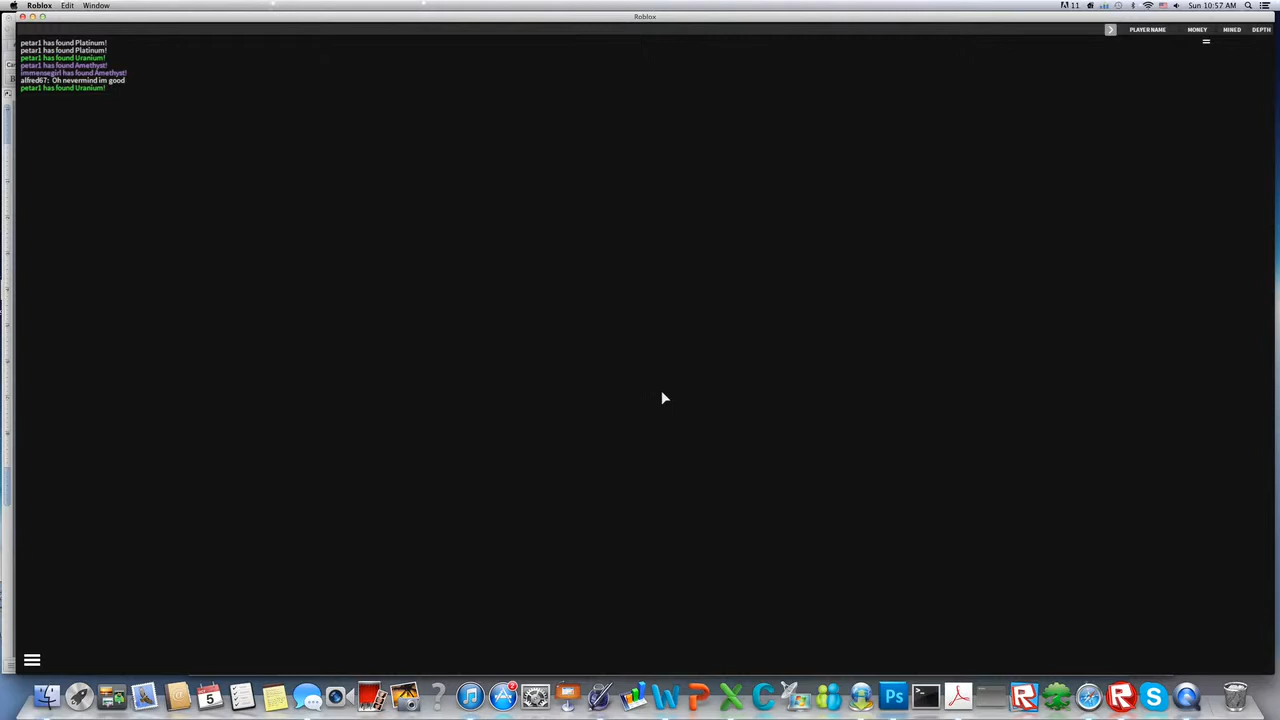 Roblox Edit Window
11
Sun 10:57 AM
Roblox
PLAYER NAME MONEY MINED DEPTH
petar1 has found Platinum!
petar1 has found Platinum!
petar1 has found Uranium!
petar1 has found Amethyst!
immensegirl has found Amethyst!
alfred67: Oh nevermind im good
petar1 has found Uranium!
Ps